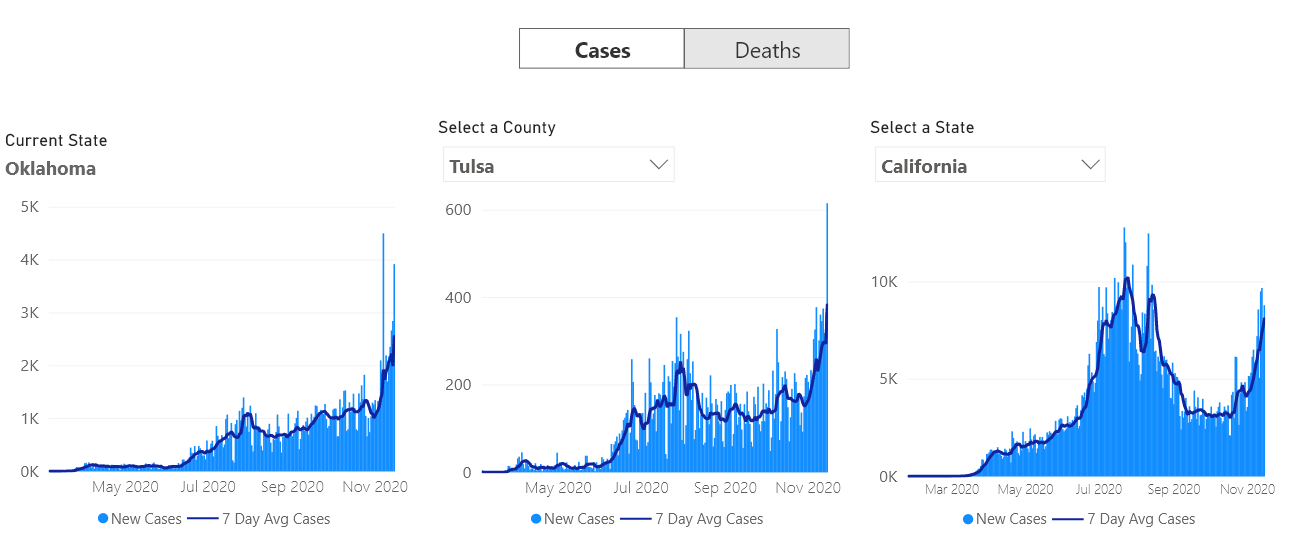 Cases Deaths
Current State
Oklahoma
5K
4K
3K
2K
1K
0K
May 2020 Jul 2020 Sep 2020 Nov 2020
New Cases 7 Day Avg Cases
Select a County
Tulsa
600
400
200
0
May 2020 Jul 2020 Sep 2020 Nov 2020
New Cases 7 Day Avg Cases
Select a State
California
10K
5K
0K
Mar 2020 May 2020 Jul 2020 Sep 2020 Nov 2020
New Cases 7 Day Avg Cases